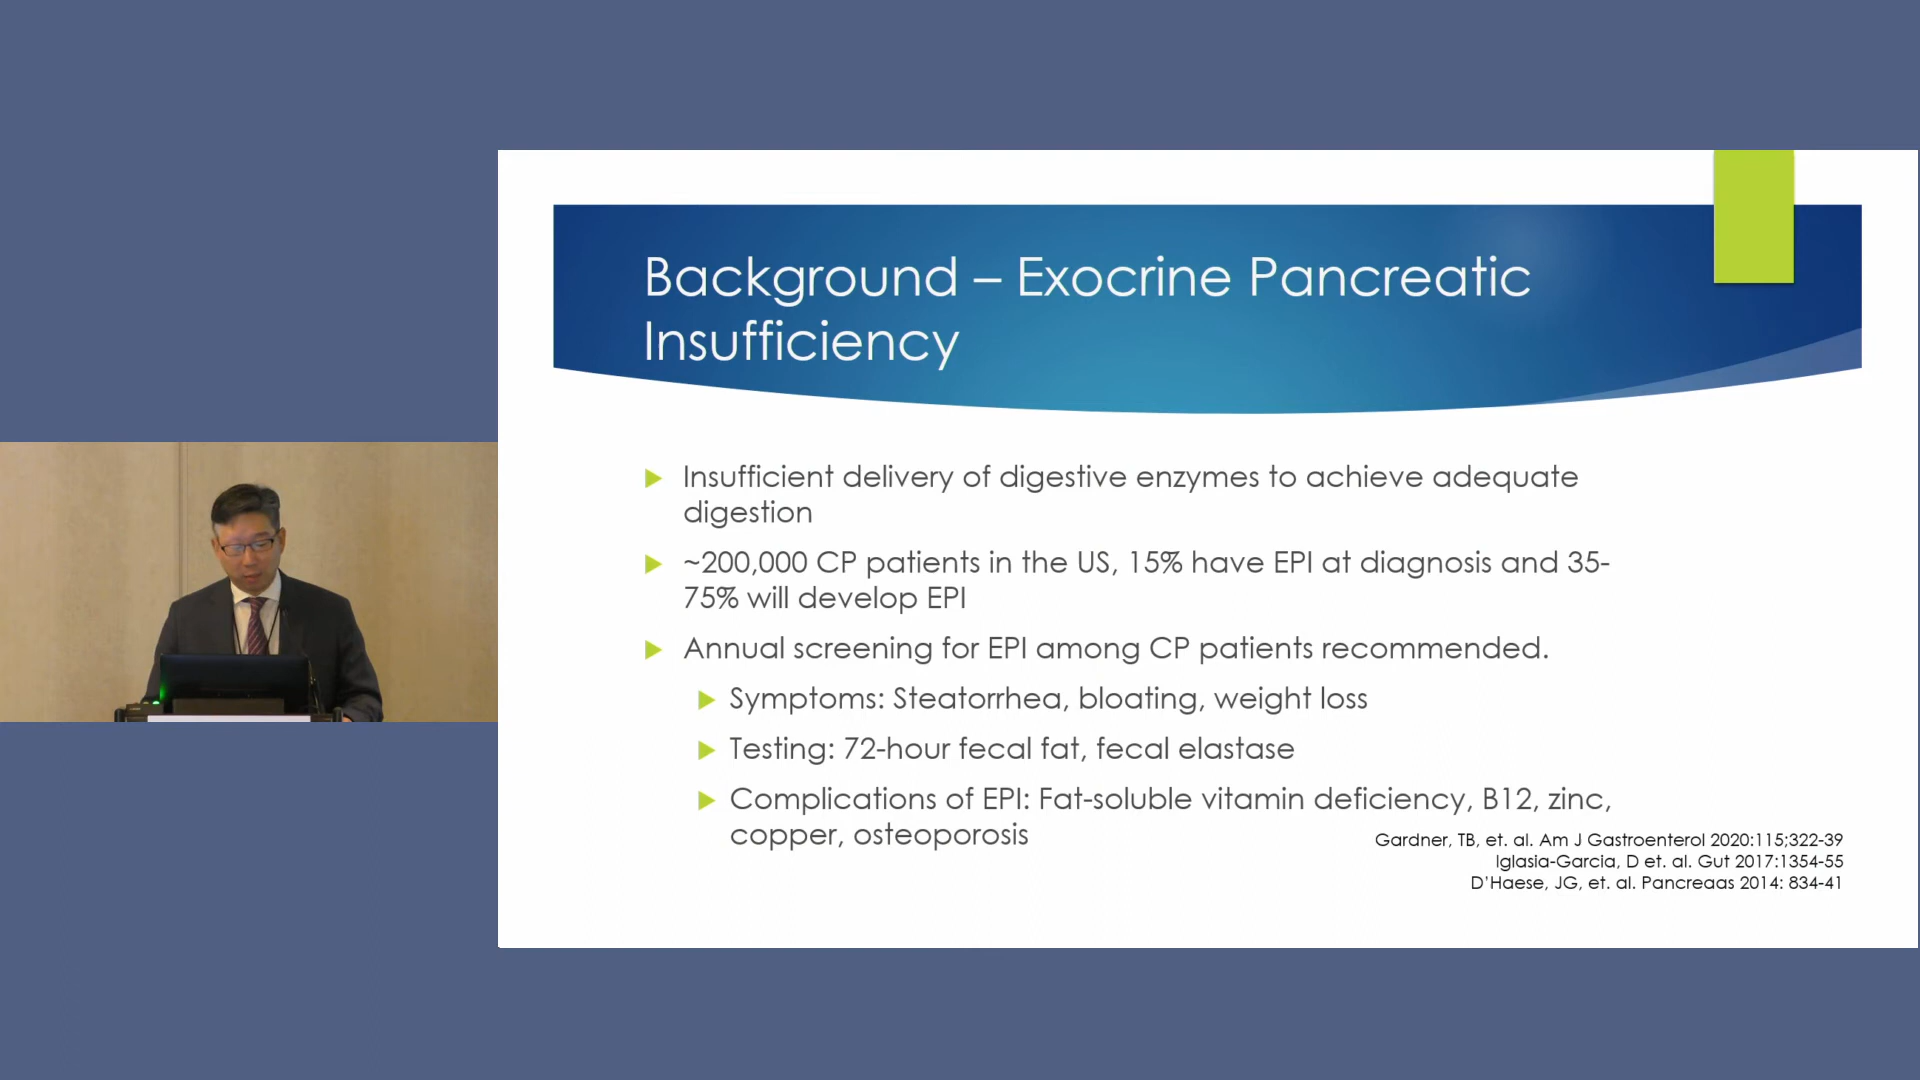 Background – Exocrine Pancreatic
Insufficiency
Insufficient delivery of digestive enzymes to achieve adequate
digestion
~200,000 CP patients in the US, 15% have EPI at diagnosis and 35-
75% will develop EPI
Annual screening for EPI among CP patients recommended.
Symptoms: Steatorrhea, bloating, weight loss
Testing: 72-hour fecal fat, fecal elastase
Complications of EPI: Fat-soluble vitamin deficiency, B12, zinc,
copper, osteoporosis
Gardner, TB, et. al. Am J Gastroenterol 2020:115;322-39
Iglasia-Garcia, D et. al. Gut 2017:1354-55
D'Haese, JG, et. al. Pancreaas 2014: 834-41